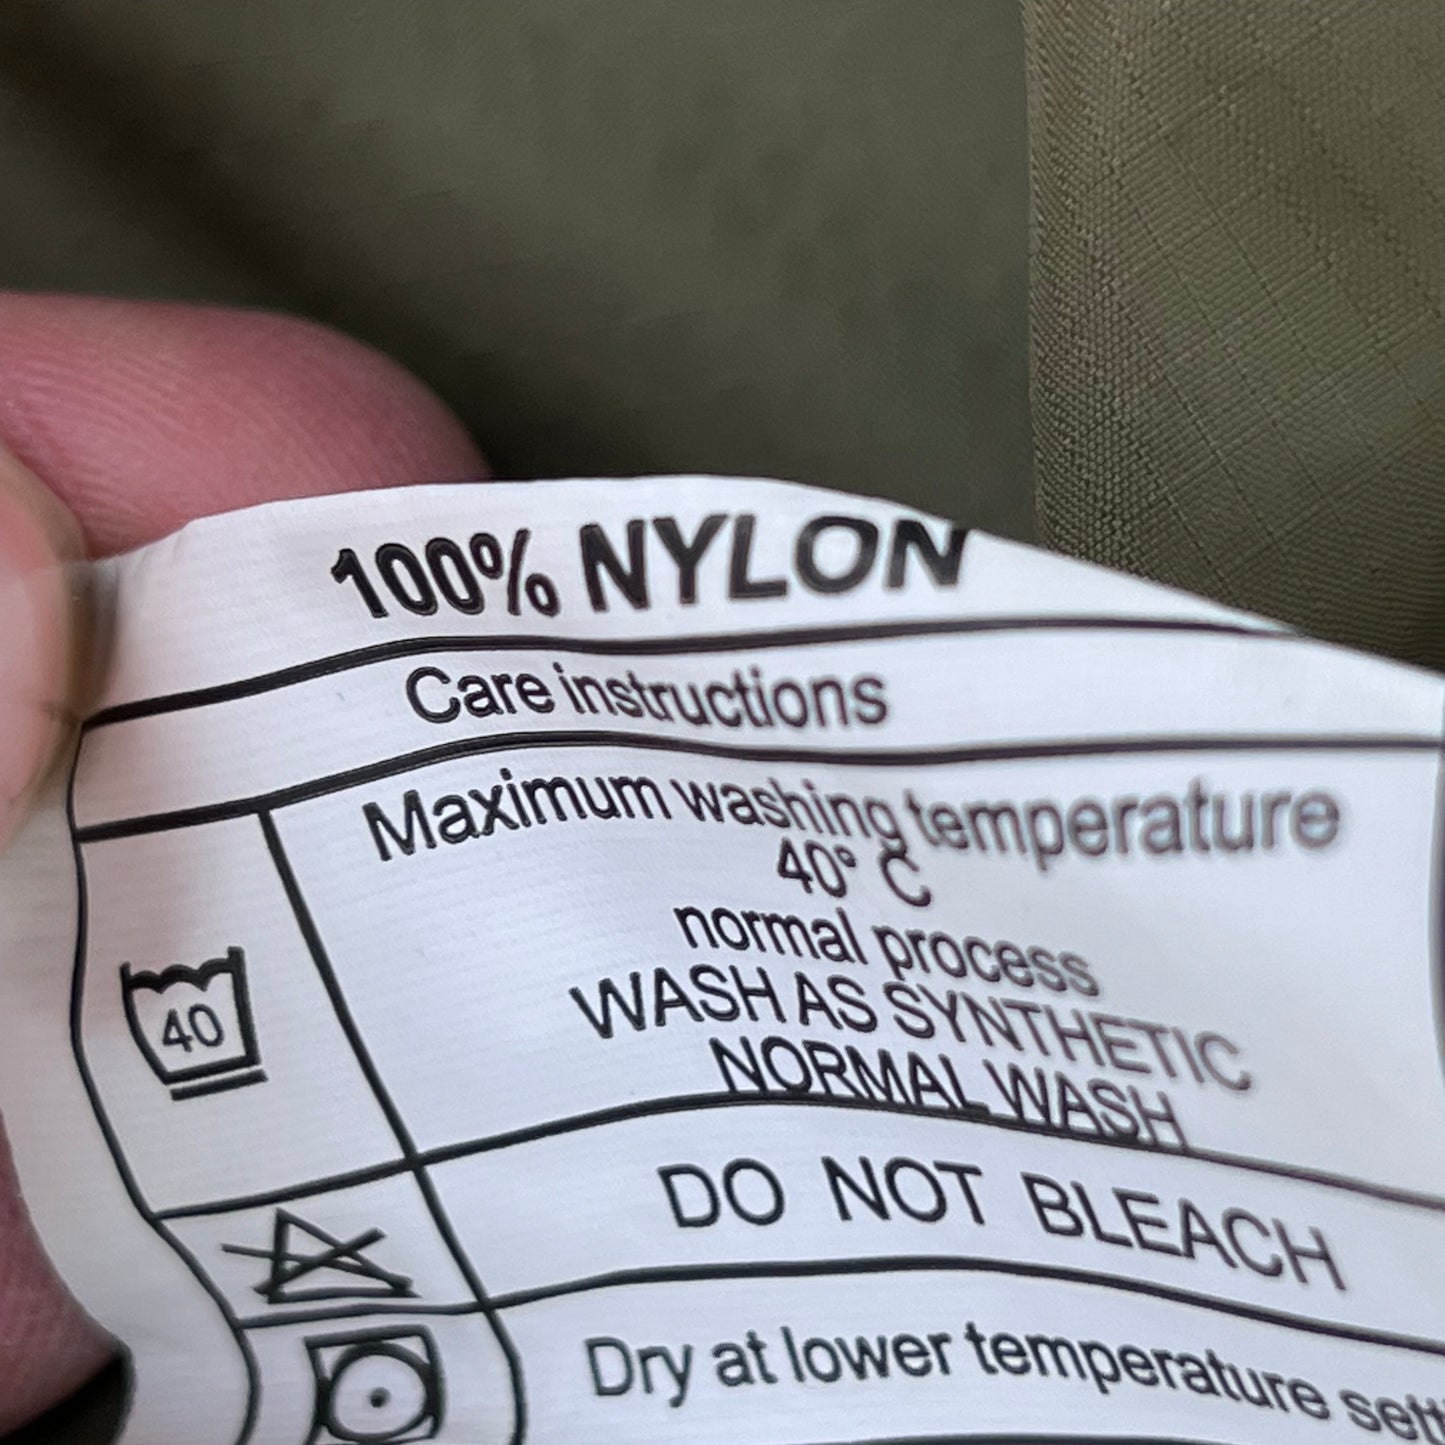 100% NYLON
Care instructions
Maximum washing temperature
40° C
normal process
WASH AS SYNTHETIC
NORMAL WASH
40
DO NOT BLEACH
Dry at lower temperature